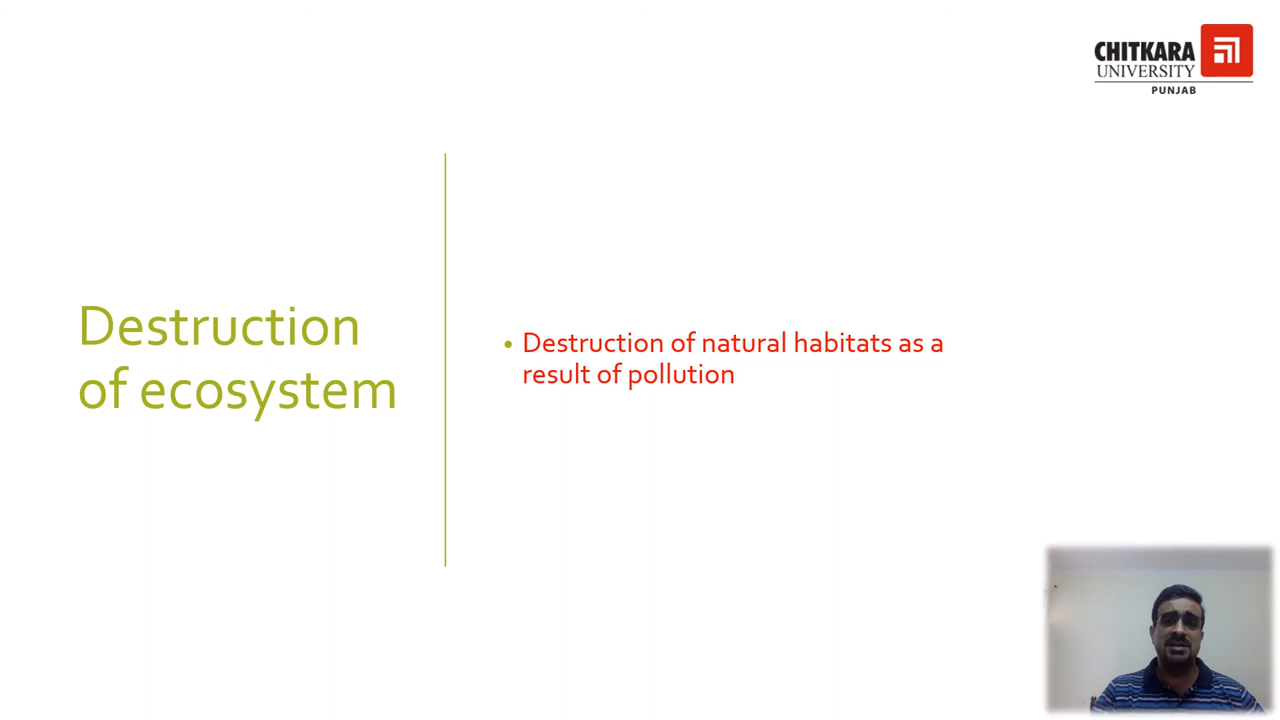 CHITKARA
UNIVERSITY
PUNJAB
Destruction
of ecosystem
• Destruction of natural habitats as a
result of pollution